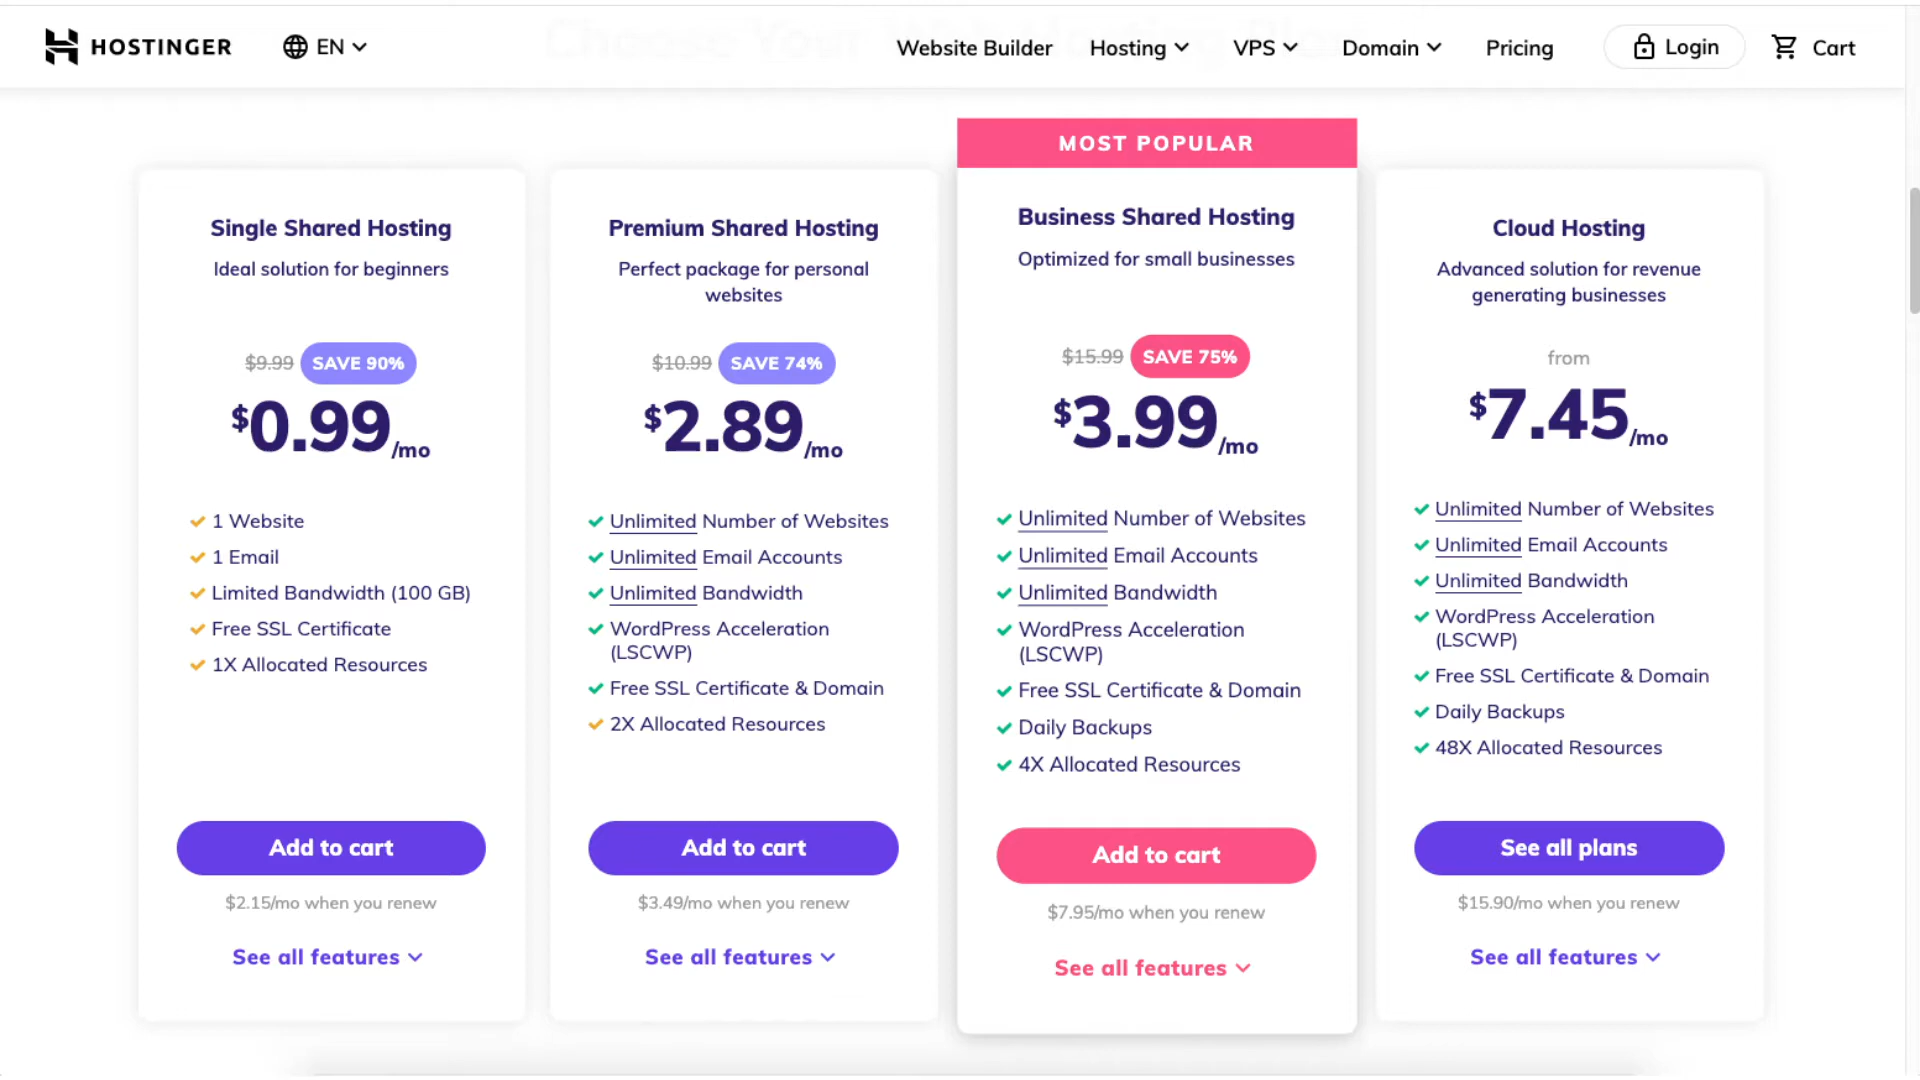 HOSTINGER
EN
Website Builder
Hosting
VPS
Domain
Pricing
Login
Cart
MOST POPULAR
Single Shared Hosting
Ideal solution for beginners
$9.99 SAVE 90%
$0.99/mo
1 Website
1 Email
Limited Bandwidth (100 GB)
Free SSL Certificate
1X Allocated Resources
Add to cart
$2.15/mo when you renew
See all features
Premium Shared Hosting
Perfect package for personal
websites
$10.99 SAVE 74%
$2.89/mo
Unlimited Number of Websites
Unlimited Email Accounts
Unlimited Bandwidth
WordPress Acceleration
(LSCWP)
Free SSL Certificate & Domain
2X Allocated Resources
Add to cart
$3.49/mo when you renew
See all features
Business Shared Hosting
Optimized for small businesses
$15.99 SAVE 75%
$3.99/mo
Unlimited Number of Websites
Unlimited Email Accounts
Unlimited Bandwidth
WordPress Acceleration
(LSCWP)
Free SSL Certificate & Domain
Daily Backups
4X Allocated Resources
Add to cart
$7.95/mo when you renew
See all features
Cloud Hosting
Advanced solution for revenue
generating businesses
from
$7.45/mo
Unlimited Number of Websites
Unlimited Email Accounts
Unlimited Bandwidth
WordPress Acceleration
(LSCWP)
Free SSL Certificate & Domain
Daily Backups
48X Allocated Resources
See all plans
$15.90/mo when you renew
See all features